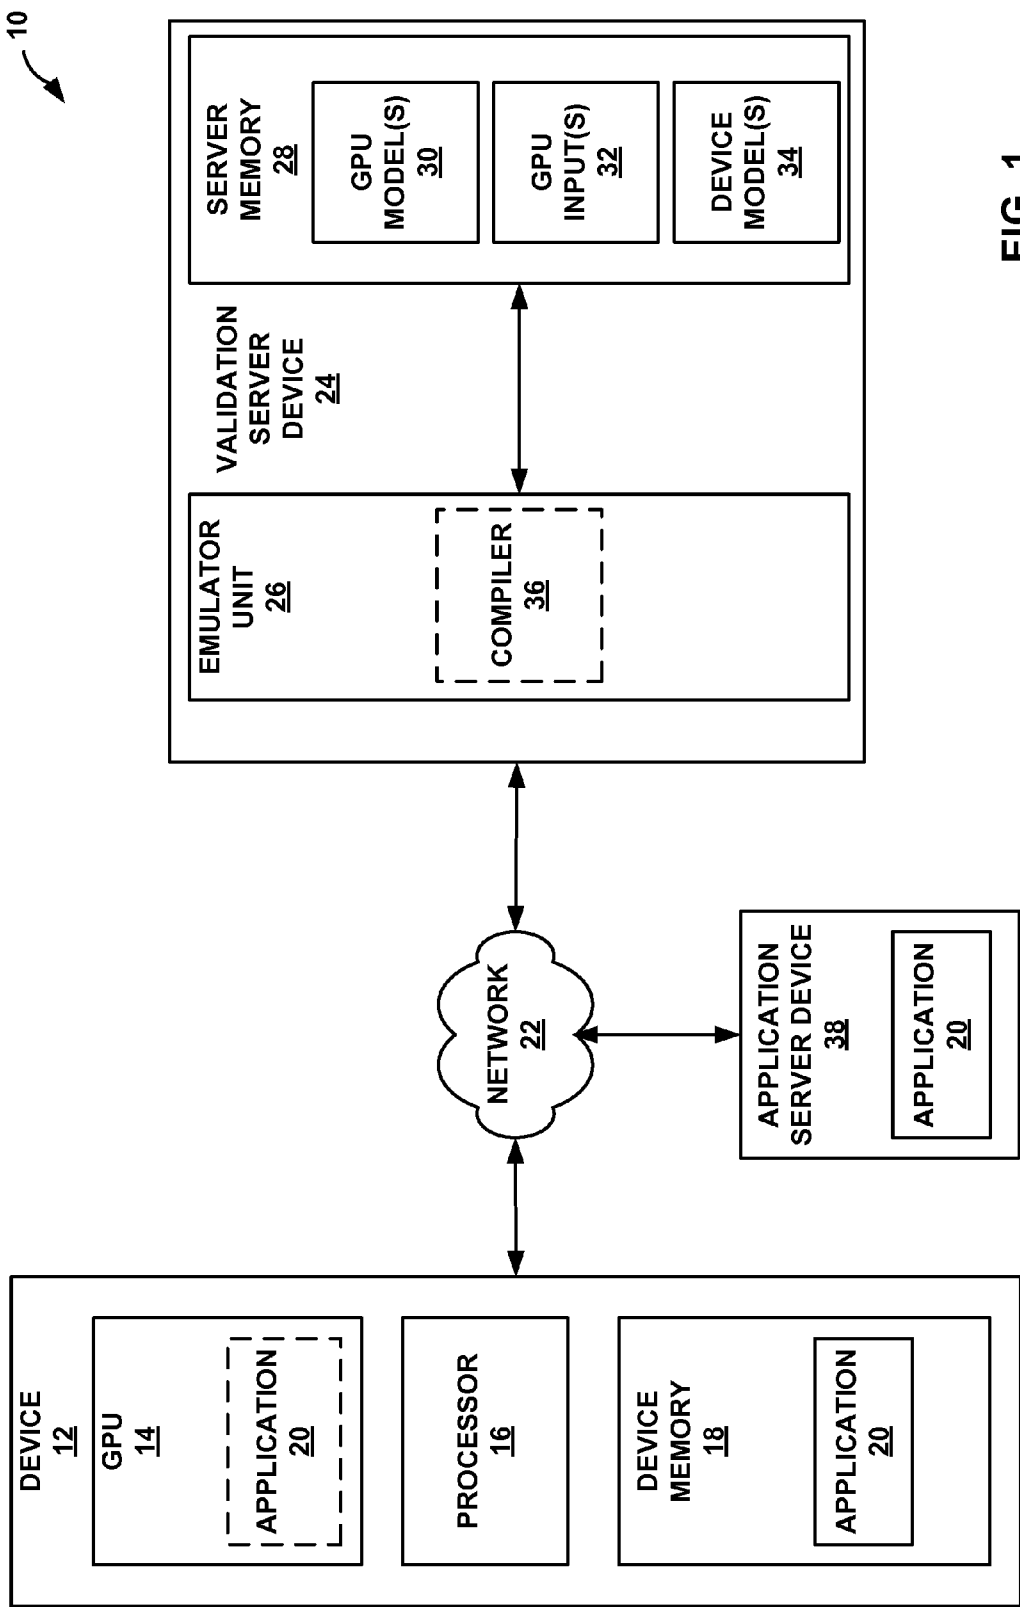 10
DEVICE
12
GPU
14
APPLICATION
20
PROCESSOR
16
DEVICE
MEMORY
18
APPLICATION
20
NETWORK
22
APPLICATION
SERVER DEVICE
38
APPLICATION
20
VALIDATION
SERVER
DEVICE
24
EMULATOR
UNIT
26
COMPILER
36
SERVER
MEMORY
28
GPU
MODEL(S)
30
GPU
INPUT(S)
32
DEVICE
MODEL(S)
34
FIG. 1